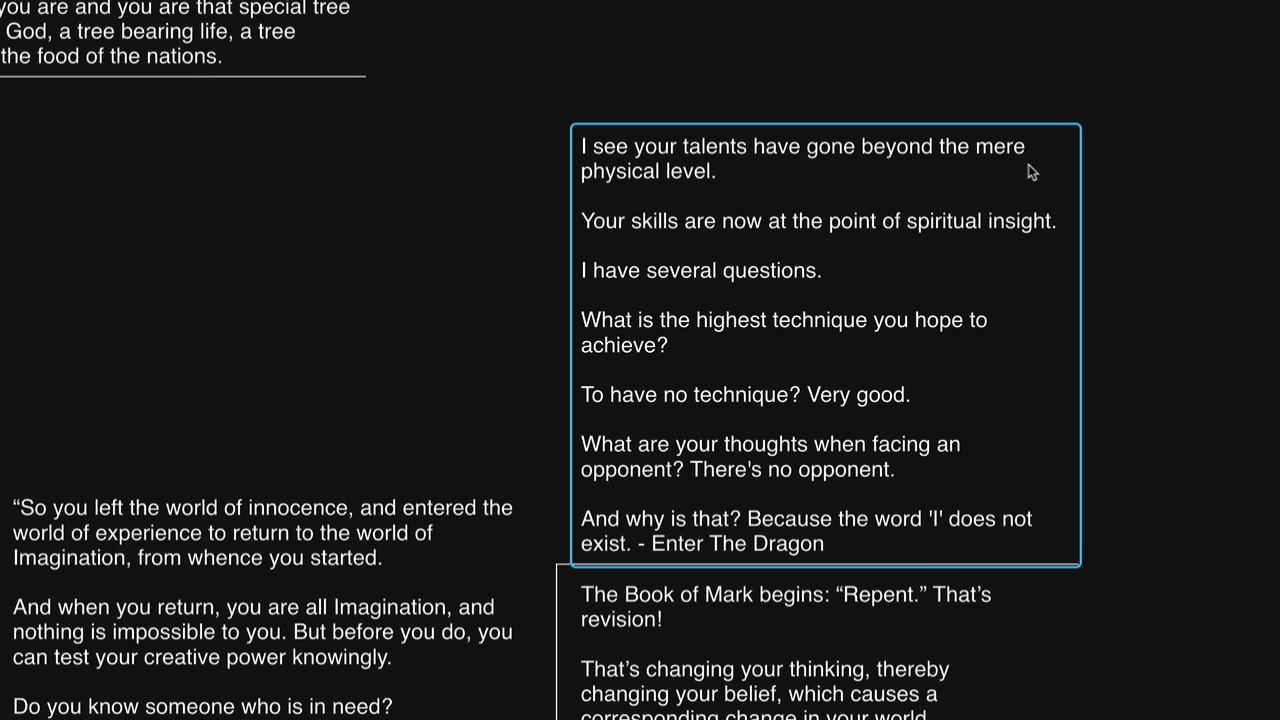 you are and you are that special tree
God, a tree bearing life, a tree
the food of the nations.
I see your talents have gone beyond the mere
physical level.
Your skills are now at the point of spiritual insight.
I have several questions.
What is the highest technique you hope to
achieve?
To have no technique? Very good.
What are your thoughts when facing an
opponent? There's no opponent.
And why is that? Because the word 'I' does not
exist. - Enter The Dragon
“So you left the world of innocence, and entered the
world of experience to return to the world of
Imagination, from whence you started.
And when you return, you are all Imagination, and
nothing is impossible to you. But before you do, you
can test your creative power knowingly.
Do you know someone who is in need?
The Book of Mark begins: “Repent.” That’s
revision!
That’s changing your thinking, thereby
changing your belief, which causes a
corresponding change in your world